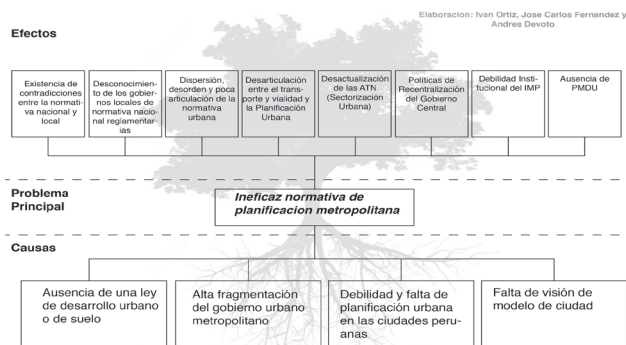 Elaboracion: Ivan Ortiz, Jose Carlos Fernandez y
Andres Devoto
Efectos
Existencia de
contradicciones
entre la normati-
va nacional y
local
Desconocimien-
to de los gobier-
nos locales de
normativa nacio-
nal reglamentar-
ias
Dispersión,
desorden y poca
articulación de la
normativa
urbana
Desarticulación
entre el trans-
porte y vialidad y
la Planificación
Urbana
Desactualización
de las ATN
(Sectorización
Urbana)
Políticas de
Recentralización
del Gobierno
Central
Debilidad Insti-
tucional del IMP
Ausencia de
PMDU
Problema
Principal
Ineficaz normativa de
planificacion metropolitana
Causas
Ausencia de una ley
de desarrollo urbano
o de suelo
Alta fragmentación
del gobierno urbano
metropolitano
Debilidad y falta de
planificación urbana
en las ciudades peru-
anas
Falta de visión de
modelo de ciudad